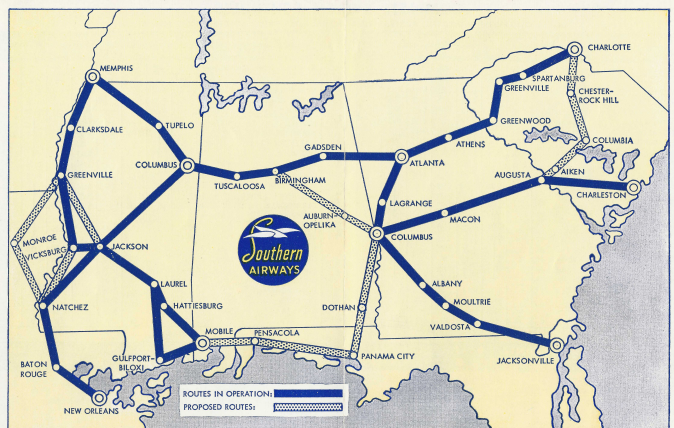 CHARLOTTE
MEMPHIS
SPARTANBURG
GREENVILLE
CHESTER-
ROCK HILL
CLARKSDALE
TUPELO
GREENWOOD
COLUMBIA
GADSDEN
ATHENS
COLUMBUS
ATLANTA
GREENVILLE
TUSCALOOSA
BIRMINGHAM
AUGUSTA
AIKEN
CHARLESTON
LAGRANGE
AUBURN-
OPELIKA
MACON
MONROE
VICKSBURG
JACKSON
COLUMBUS
Southern
AIRWAYS
LAUREL
ALBANY
NATCHEZ
HATTIESBURG
DOTHAN
MOULTRIE
VALDOSTA
MOBILE
PENSACOLA
PANAMA CITY
JACKSONVILLE
BATON
ROUGE
GULFPORT-
BILOXI
NEW ORLEANS
ROUTES IN OPERATION:
PROPOSED ROUTES: